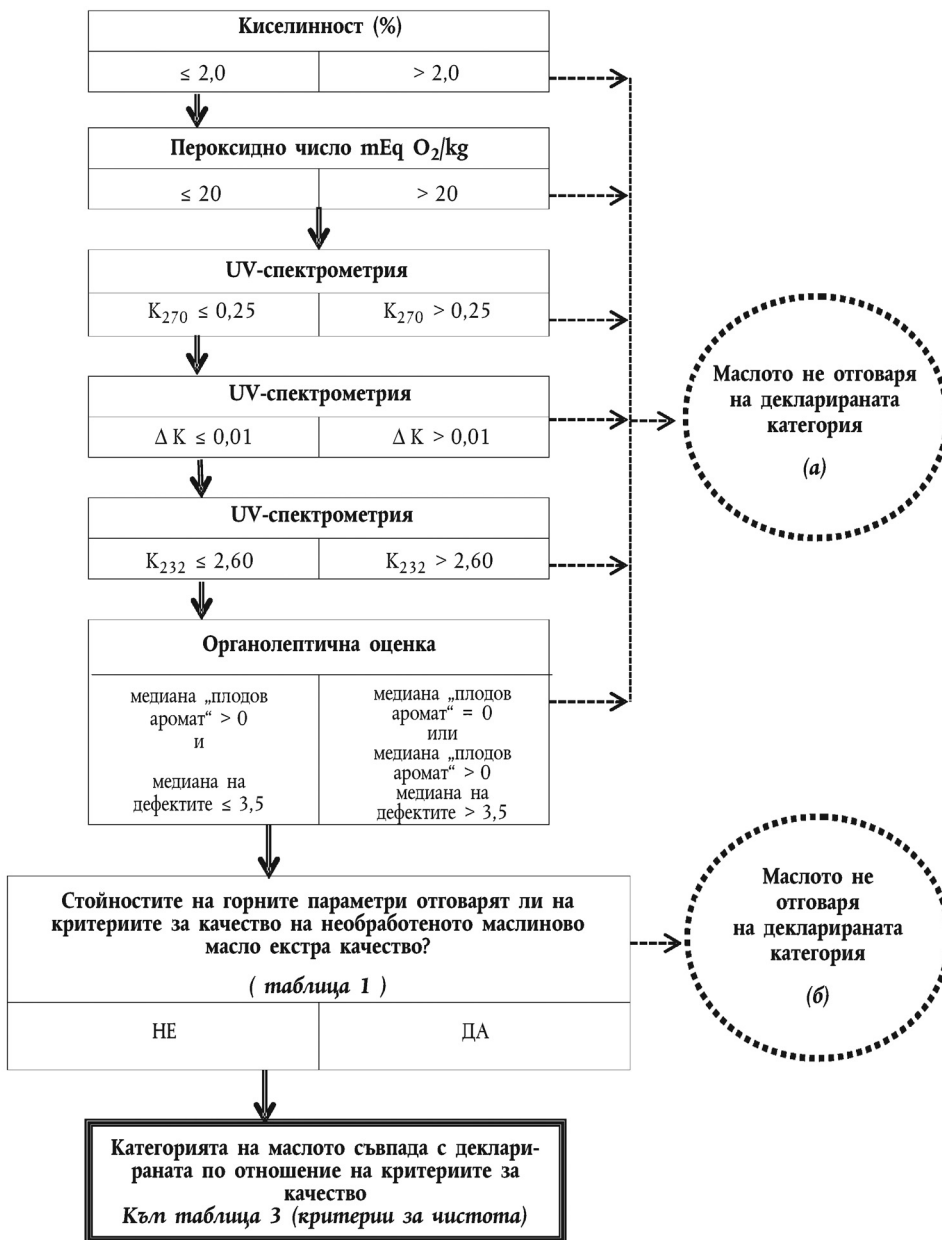 Киселинност (%)
≤ 2,0
> 2,0
Пероксидно число mEq O₂/kg
≤ 20
> 20
UV-спектрометрия
K₂₇₀ ≤ 0,25
K₂₇₀ > 0,25
UV-спектрометрия
Δ K ≤ 0,01
Δ K > 0,01
UV-спектрометрия
K₂₃₂ ≤ 2,60
K₂₃₂ > 2,60
Органолептична оценка
медиана „плодов
аромат“ > 0
и
медиана на
дефектите ≤ 3,5
медиана „плодов
аромат“ = 0
или
медиана „плодов
аромат“ > 0
медиана на
дефектите > 3,5
Маслото не отговаря
на декларираната
категория
(а)
Стойностите на горните параметри отговарят ли на
критериите за качество на необработеното маслиново
масло екстра качество?
( таблица 1 )
НЕ
ДА
Маслото не
отговаря
на декларираната
категория
(б)
Категорията на маслото съвпада с деклари-
раната по отношение на критериите за
качество
Към таблица 3 (критерии за чистота)